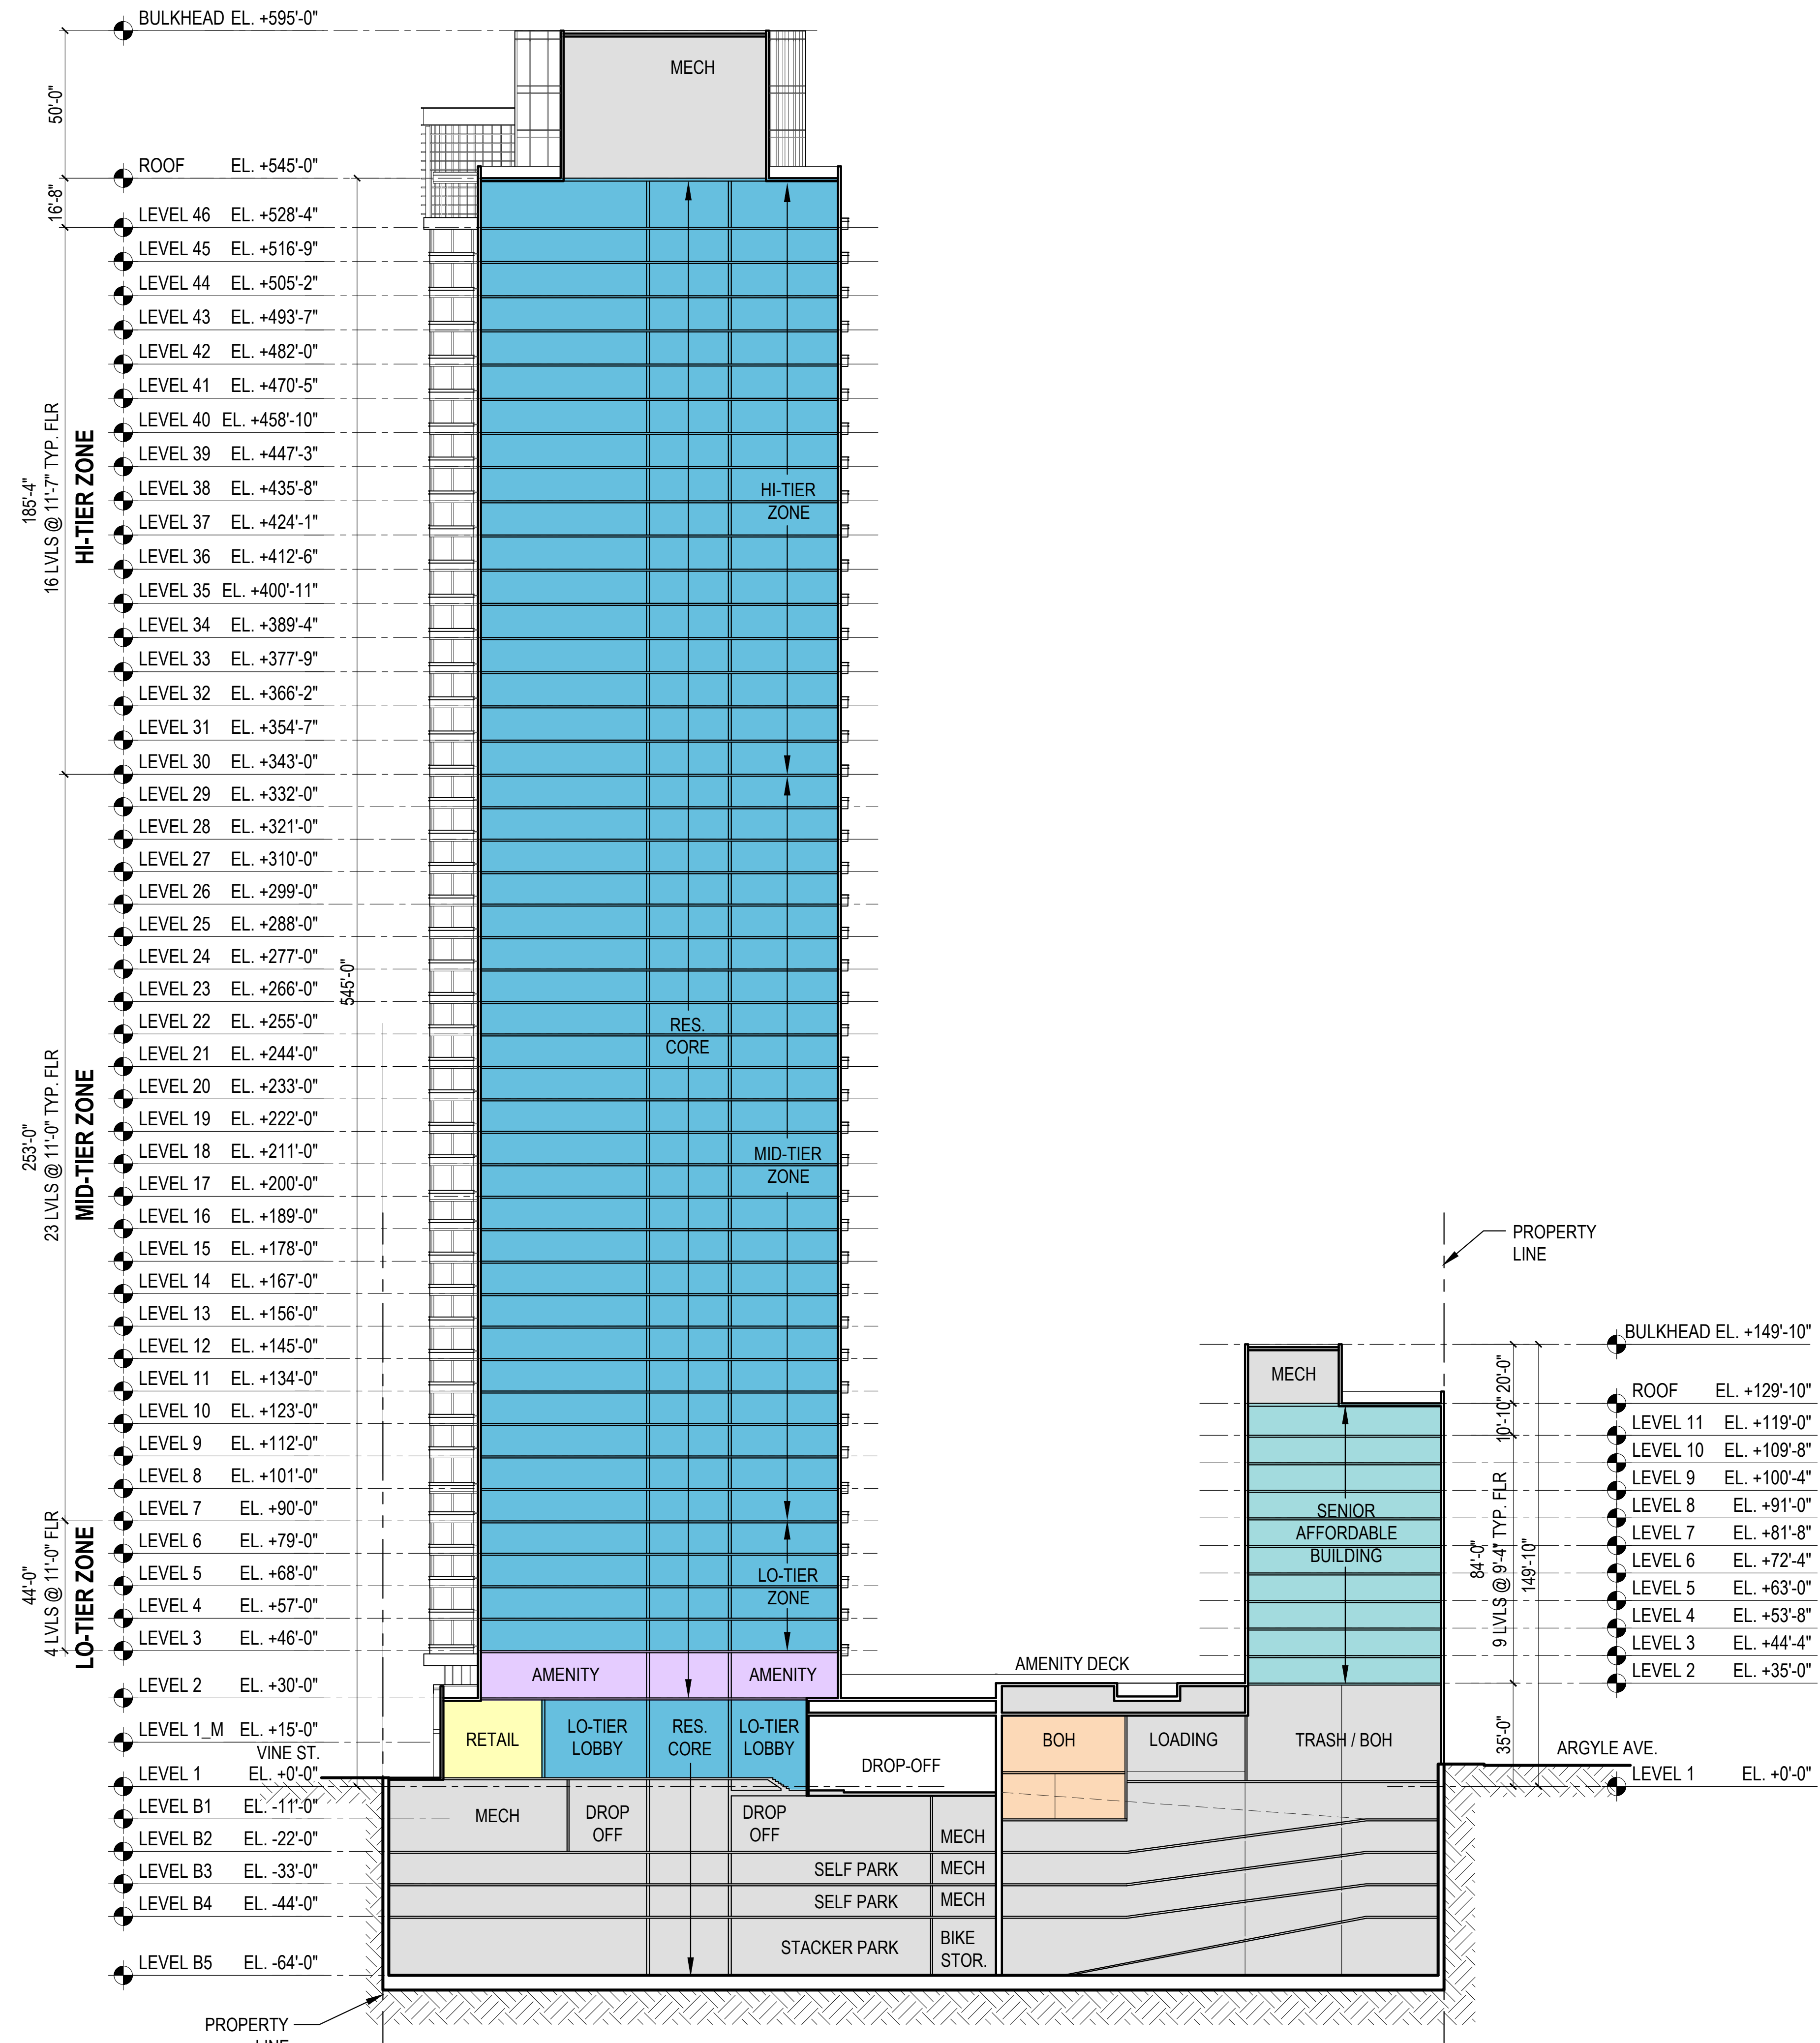 BULKHEAD EL. +595'-0"
ROOF EL. +545'-0"
LEVEL 46 EL. +528'-4"
LEVEL 45 EL. +516'-9"
LEVEL 44 EL. +505'-2"
LEVEL 43 EL. +493'-7"
LEVEL 42 EL. +482'-0"
LEVEL 41 EL. +470'-5"
LEVEL 40 EL. +458'-10"
LEVEL 39 EL. +447'-3"
LEVEL 38 EL. +435'-8"
LEVEL 37 EL. +424'-1"
LEVEL 36 EL. +412'-6"
LEVEL 35 EL. +400'-11"
LEVEL 34 EL. +389'-4"
LEVEL 33 EL. +377'-9"
LEVEL 32 EL. +366'-2"
LEVEL 31 EL. +354'-7"
LEVEL 30 EL. +343'-0"
LEVEL 29 EL. +332'-0"
LEVEL 28 EL. +321'-0"
LEVEL 27 EL. +310'-0"
LEVEL 26 EL. +299'-0"
LEVEL 25 EL. +288'-0"
LEVEL 24 EL. +277'-0"
LEVEL 23 EL. +266'-0"
LEVEL 22 EL. +255'-0"
LEVEL 21 EL. +244'-0"
LEVEL 20 EL. +233'-0"
LEVEL 19 EL. +222'-0"
LEVEL 18 EL. +211'-0"
LEVEL 17 EL. +200'-0"
LEVEL 16 EL. +189'-0"
LEVEL 15 EL. +178'-0"
LEVEL 14 EL. +167'-0"
LEVEL 13 EL. +156'-0"
LEVEL 12 EL. +145'-0"
LEVEL 11 EL. +134'-0"
LEVEL 10 EL. +123'-0"
LEVEL 9 EL. +112'-0"
LEVEL 8 EL. +101'-0"
LEVEL 7 EL. +90'-0"
LEVEL 6 EL. +79'-0"
LEVEL 5 EL. +68'-0"
LEVEL 4 EL. +57'-0"
LEVEL 3 EL. +46'-0"
LEVEL 2 EL. +30'-0"
LEVEL 1_M EL. +15'-0"
VINE ST.
LEVEL 1 EL. +0'-0"
LEVEL B1 EL. -11'-0"
LEVEL B2 EL. -22'-0"
LEVEL B3 EL. -33'-0"
LEVEL B4 EL. -44'-0"
LEVEL B5 EL. -64'-0"
PROPERTY
LINE
50'-0"
16'-8"
185'-4"
16 LVLS @ 11'-7" TYP. FLR
HI-TIER ZONE
253'-0"
23 LVLS @ 11'-0" TYP. FLR
MID-TIER ZONE
44'-0"
4 LVLS @ 11'-0" FLR
LO-TIER ZONE
545'-0"
MECH
HI-TIER
ZONE
RES.
CORE
MID-TIER
ZONE
LO-TIER
ZONE
AMENITY
AMENITY
AMENITY DECK
RETAIL
LO-TIER
LOBBY
RES.
CORE
LO-TIER
LOBBY
DROP-OFF
BOH
LOADING
TRASH / BOH
MECH
DROP
OFF
DROP
OFF
MECH
SELF PARK
MECH
SELF PARK
MECH
STACKER PARK
BIKE
STOR.
MECH
SENIOR
AFFORDABLE
BUILDING
PROPERTY
LINE
20'-0"
10'-10"
84'-0"
9 LVLS @ 9'-4" TYP. FLR
149'-10"
35'-0"
BULKHEAD EL. +149'-10"
ROOF EL. +129'-10"
LEVEL 11 EL. +119'-0"
LEVEL 10 EL. +109'-8"
LEVEL 9 EL. +100'-4"
LEVEL 8 EL. +91'-0"
LEVEL 7 EL. +81'-8"
LEVEL 6 EL. +72'-4"
LEVEL 5 EL. +63'-0"
LEVEL 4 EL. +53'-8"
LEVEL 3 EL. +44'-4"
LEVEL 2 EL. +35'-0"
ARGYLE AVE.
LEVEL 1 EL. +0'-0"